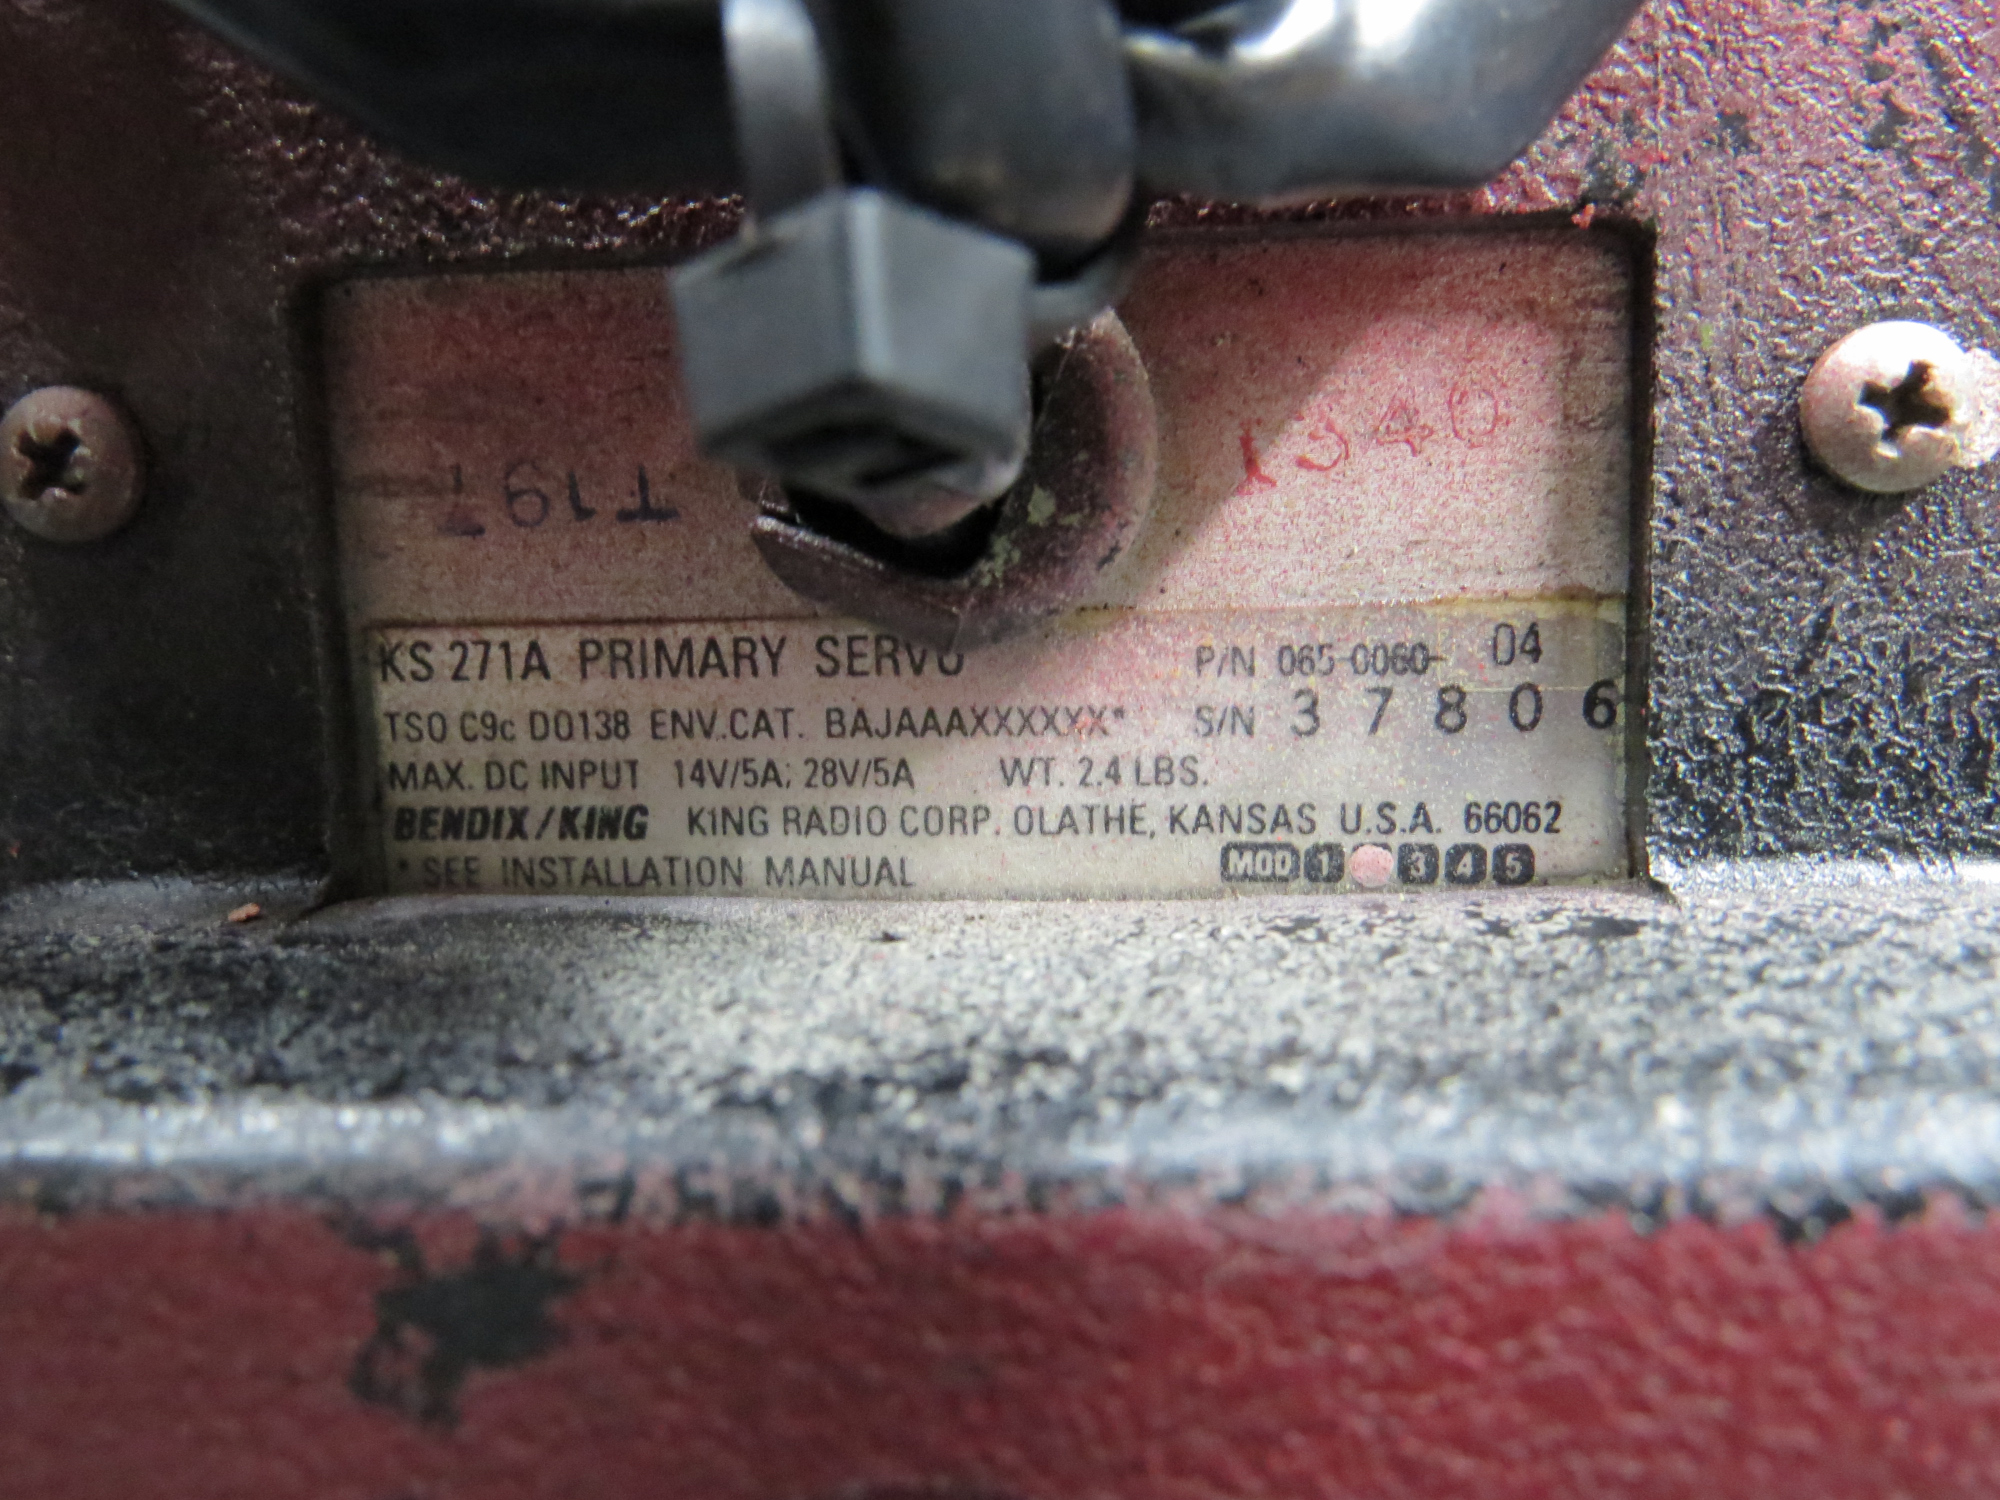 1940
T197
KS 271A PRIMARY SERVO P/N 065-0060- 04
TSO C9c DO138 ENV.CAT. BAJAAAXXXXXX* S/N 37806
MAX. DC INPUT 14V/5A; 28V/5A WT. 2.4 LBS.
BENDIX/KING KING RADIO CORP. OLATHE, KANSAS U.S.A. 66062
* SEE INSTALLATION MANUAL MOD 1 3 4 5